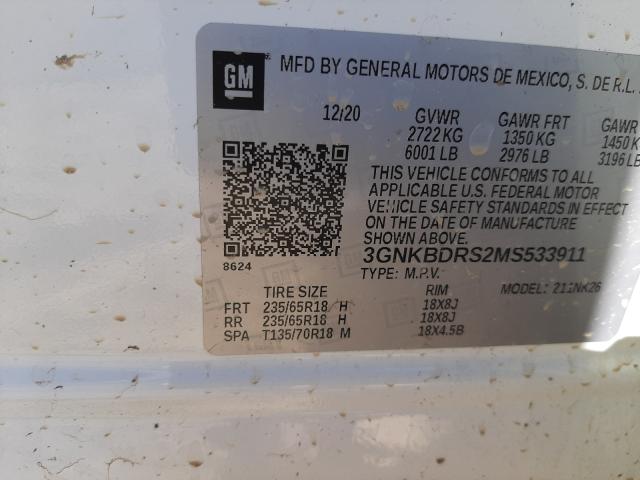 GM
MFD BY GENERAL MOTORS DE MEXICO, S. DE R.L.
12/20 GVWR GAWR FRT GAWR
2722 KG 1350 KG 1450 K
6001 LB 2976 LB 3196 LB
THIS VEHICLE CONFORMS TO ALL
APPLICABLE U.S. FEDERAL MOTOR
VEHICLE SAFETY STANDARDS IN EFFECT
ON THE DATE OF MANUFACTURE
SHOWN ABOVE.
3GNKBDRS2MS533911
8624
TYPE: M.P.V. MODEL:
TIRE SIZE RIM
FRT 235/65R18 H 18X8J
RR 235/65R18 H 18X8J
SPA T135/70R18 M 18X4.5B